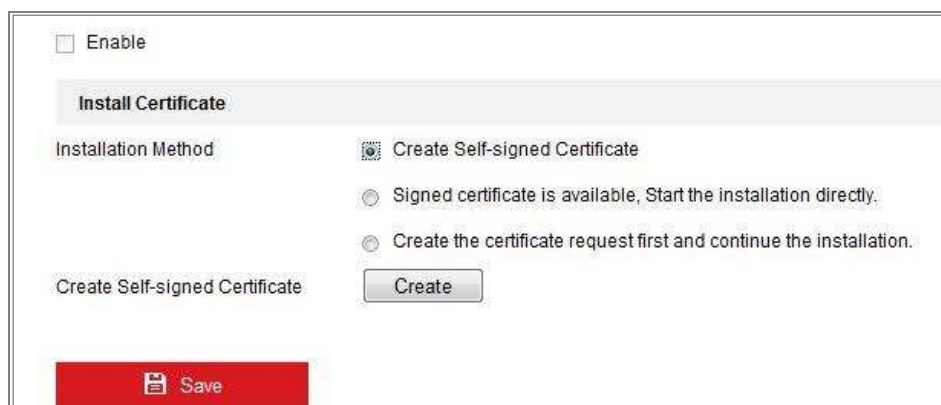 Enable
Install Certificate
Installation Method
Create Self-signed Certificate
Signed certificate is available, Start the installation directly.
Create the certificate request first and continue the installation.
Create Self-signed Certificate
Create
Save